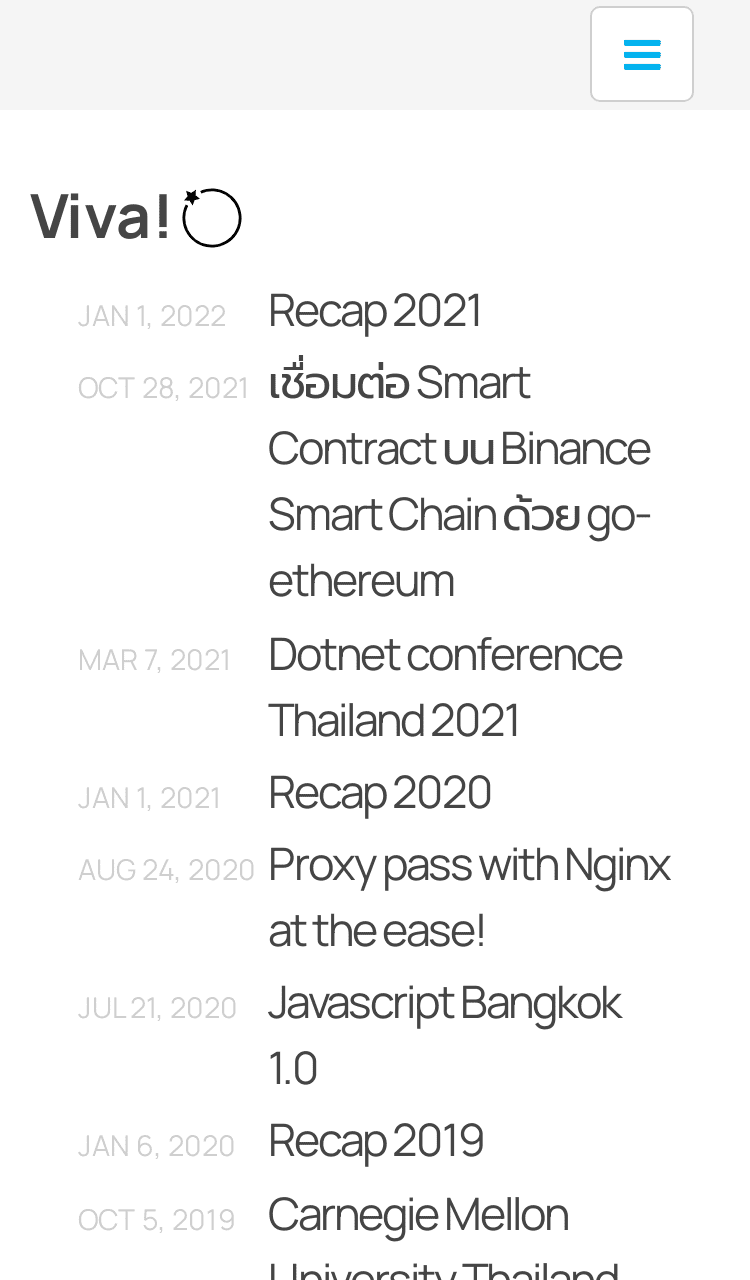 Viva!
JAN 1, 2022 Recap 2021
OCT 28, 2021 เชื่อมต่อ Smart
Contract บน Binance
Smart Chain ด้วย go-
ethereum
MAR 7, 2021 Dotnet conference
Thailand 2021
JAN 1, 2021 Recap 2020
AUG 24, 2020 Proxy pass with Nginx
at the ease!
JUL 21, 2020 Javascript Bangkok
1.0
JAN 6, 2020 Recap 2019
OCT 5, 2019 Carnegie Mellon
University Thailand